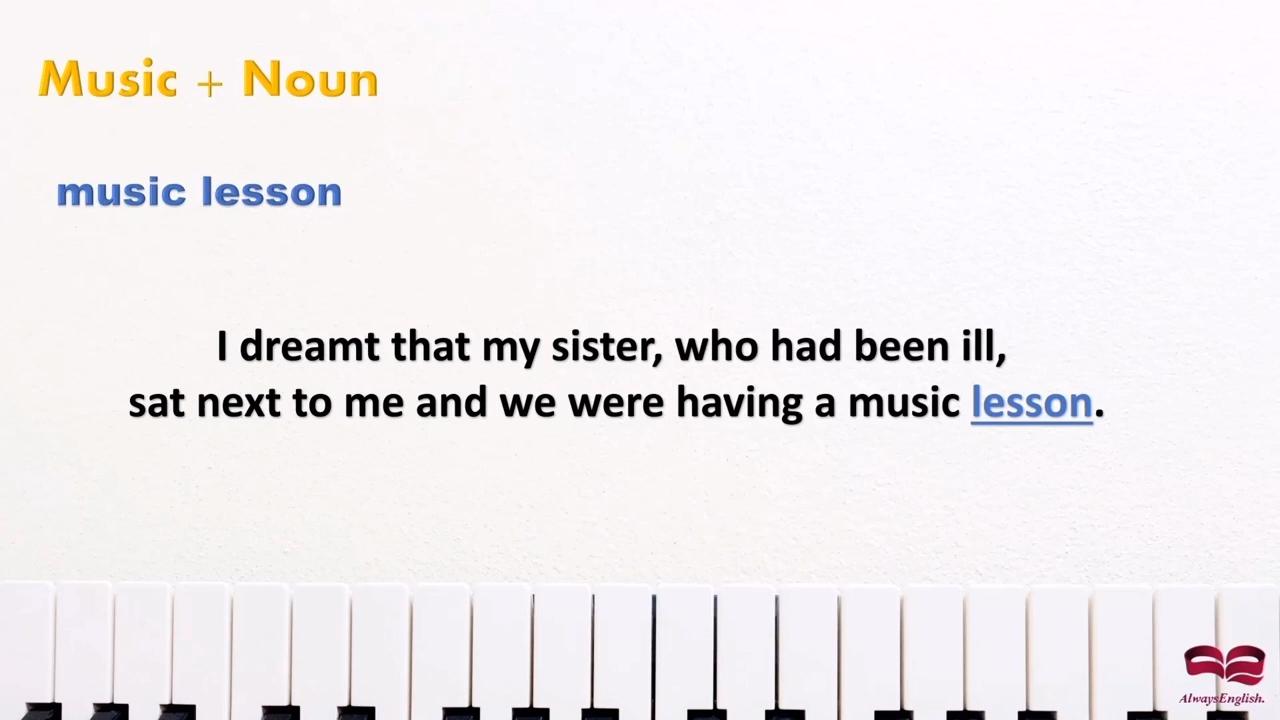 Music + Noun
music lesson
I dreamt that my sister, who had been ill,
sat next to me and we were having a music lesson.
AlwaysEnglish.